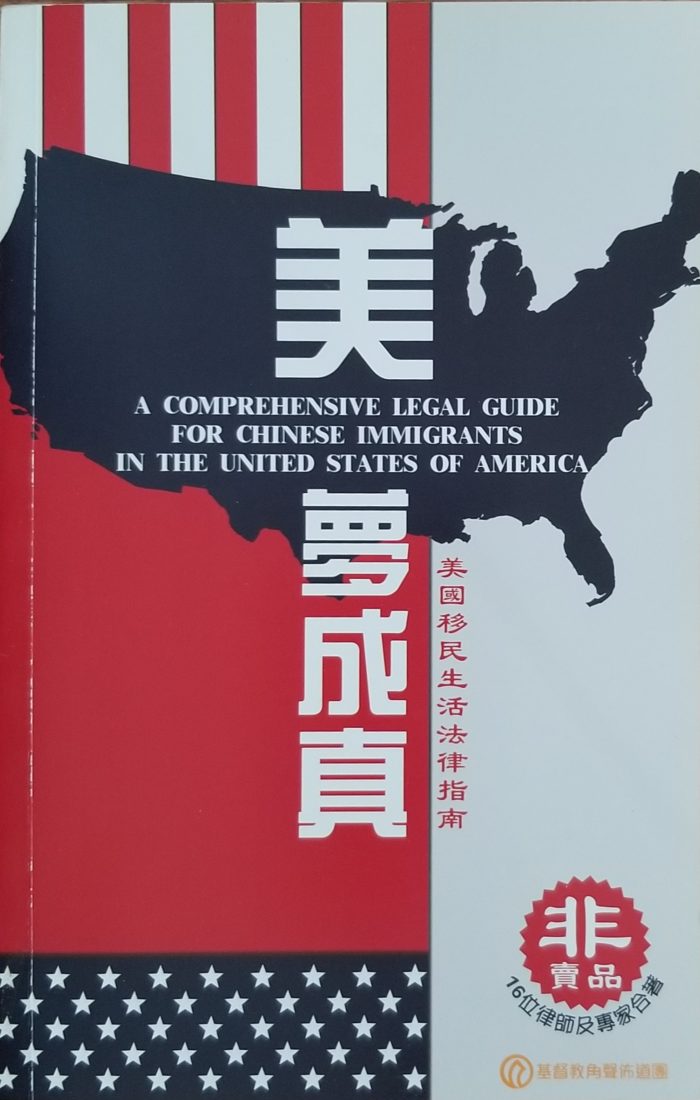 美
A COMPREHENSIVE LEGAL GUIDE
FOR CHINESE IMMIGRANTS
IN THE UNITED STATES OF AMERICA
夢成真
美國移民生活法律指南
非
賣品
16位律師及專家合著
基督教角聲佈道團